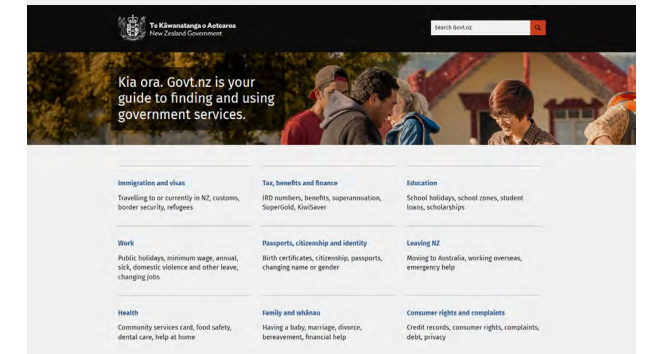 Te Kāwanatanga o Aotearoa
New Zealand Government
Search Govt.nz
Kia ora. Govt.nz is your
guide to finding and using
government services.
Immigration and visas
Travelling to or currently in NZ, customs,
border security, refugees
Tax, benefits and finance
IRD numbers, benefits, superannuation,
SuperGold, KiwiSaver
Education
School holidays, school zones, student
loans, scholarships
Work
Public holidays, minimum wage, annual,
sick, domestic violence and other leave,
changing jobs
Passports, citizenship and identity
Birth certificates, citizenship, passports,
changing name or gender
Leaving NZ
Moving to Australia, working overseas,
emergency help
Health
Community services card, food safety,
dental care, help at home
Family and whānau
Having a baby, marriage, divorce,
bereavement, financial help
Consumer rights and complaints
Credit records, consumer rights, complaints,
debt, privacy